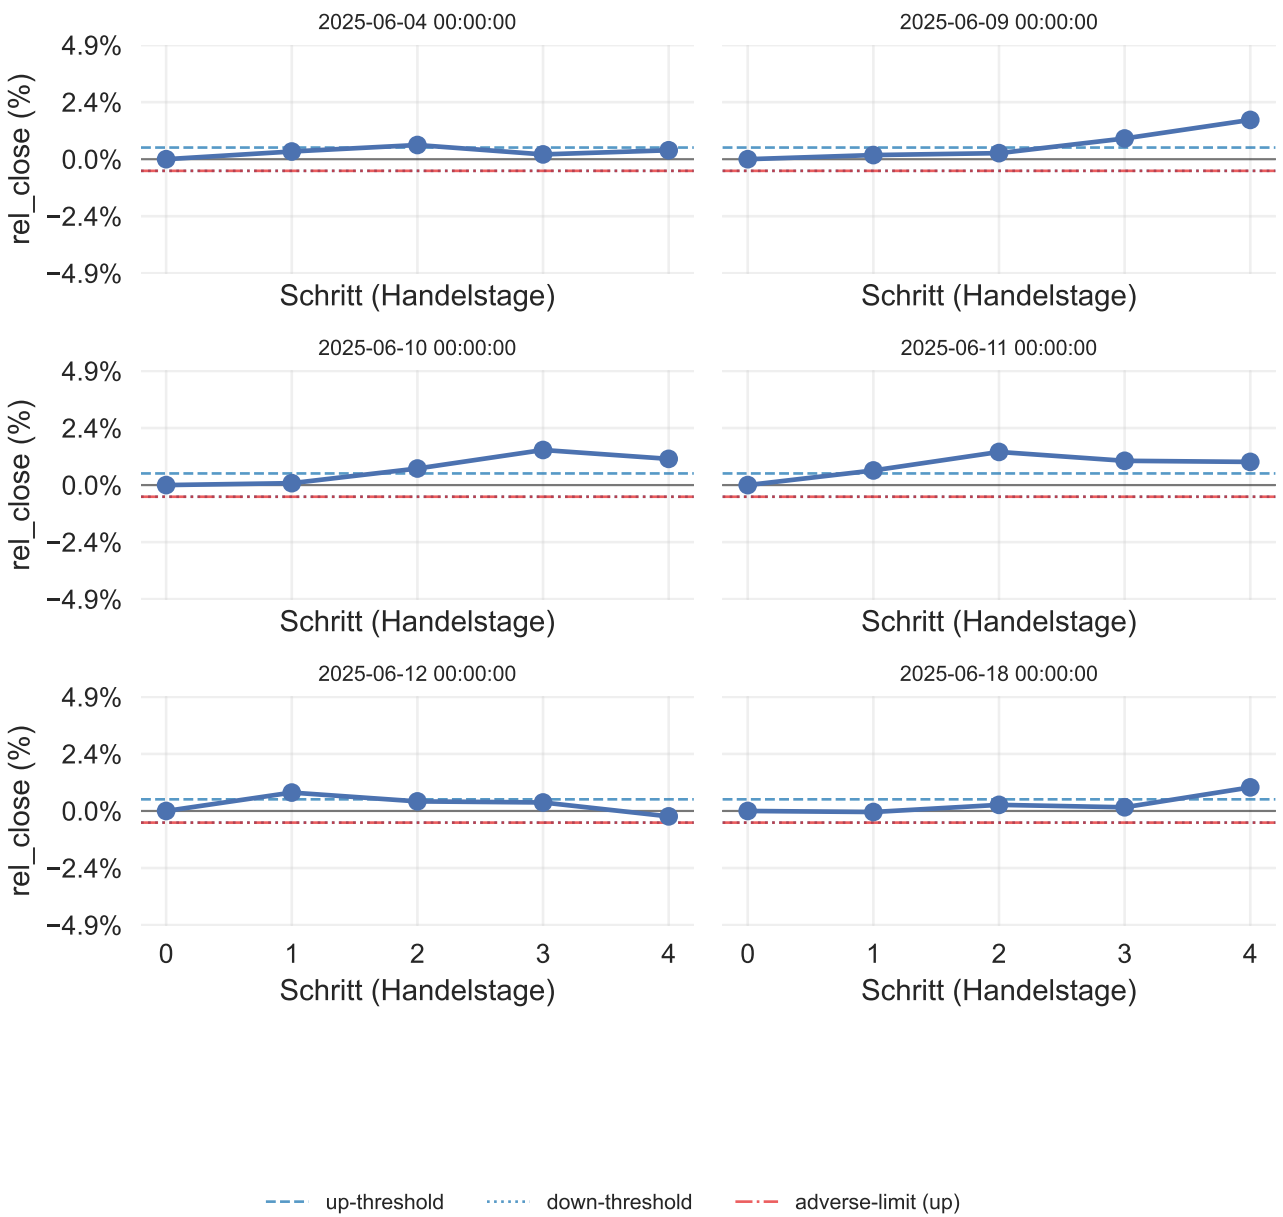 2025-06-04 00:00:00
2025-06-09 00:00:00
4.9%
2.4%
0.0%
−2.4%
−4.9%
rel_close (%)
Schritt (Handelstage)
Schritt (Handelstage)
2025-06-10 00:00:00
2025-06-11 00:00:00
4.9%
2.4%
0.0%
−2.4%
−4.9%
rel_close (%)
Schritt (Handelstage)
Schritt (Handelstage)
2025-06-12 00:00:00
2025-06-18 00:00:00
4.9%
2.4%
0.0%
−2.4%
−4.9%
rel_close (%)
0 1 2 3 4
0 1 2 3 4
Schritt (Handelstage)
Schritt (Handelstage)
up-threshold down-threshold adverse-limit (up)